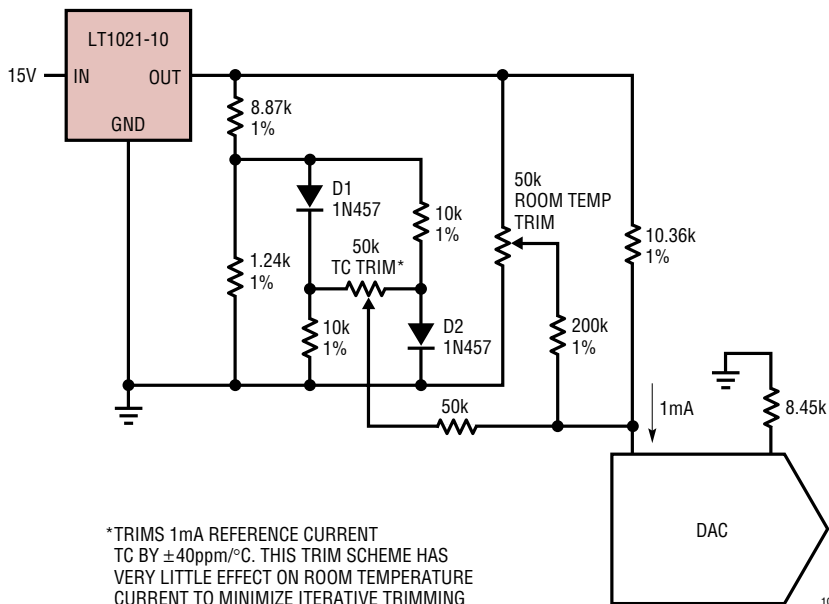 LT1021-10
15V
IN
OUT
GND
8.87k
1%
D1
1N457
10k
1%
50k
ROOM TEMP
TRIM
10.36k
1%
1.24k
1%
50k
TC TRIM*
10k
1%
D2
1N457
200k
1%
50k
1mA
8.45k
DAC
*TRIMS 1mA REFERENCE CURRENT
TC BY ±40ppm/°C. THIS TRIM SCHEME HAS
VERY LITTLE EFFECT ON ROOM TEMPERATURE
CURRENT TO MINIMIZE ITERATIVE TRIMMING